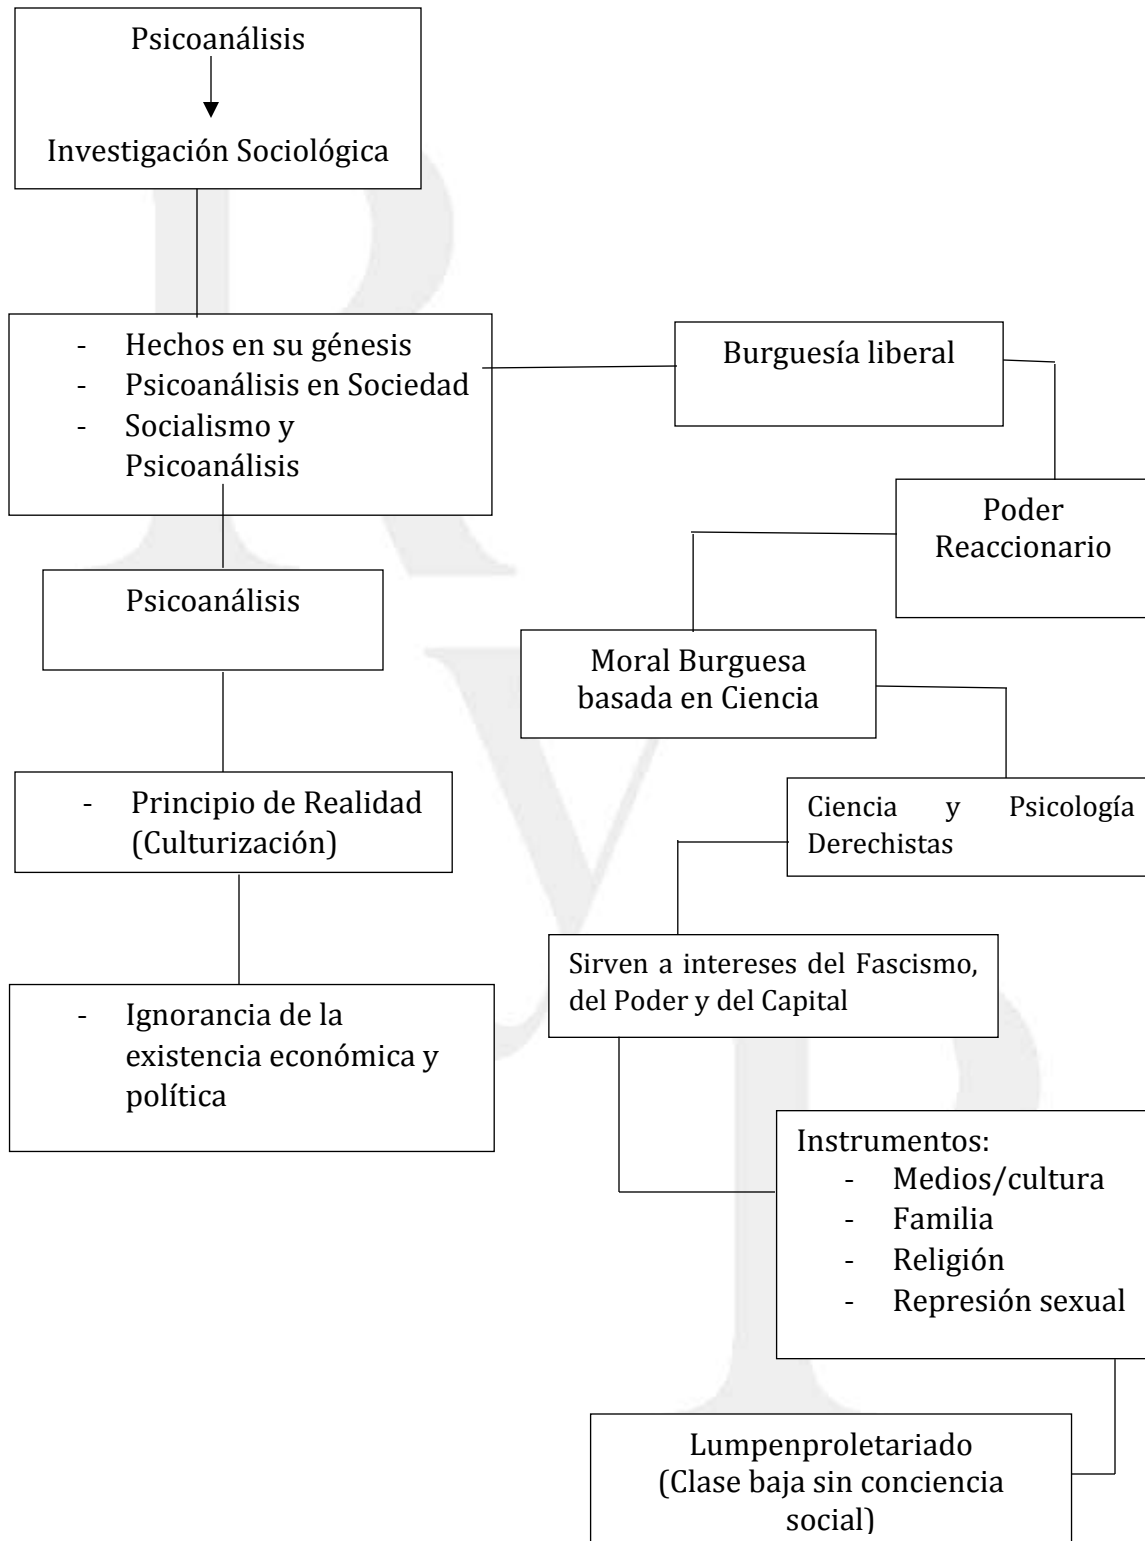 Psicoanálisis
Investigación Sociológica
- Hechos en su génesis
- Psicoanálisis en Sociedad
- Socialismo y
Psicoanálisis
Burguesía liberal
Poder
Reaccionario
Psicoanálisis
Moral Burguesa
basada en Ciencia
- Principio de Realidad
(Culturización)
Ciencia y Psicología
Derechistas
Sirven a intereses del Fascismo,
del Poder y del Capital
- Ignorancia de la
existencia económica y
política
Instrumentos:
- Medios/cultura
- Familia
- Religión
- Represión sexual
Lumpenproletariado
(Clase baja sin conciencia
social)
RyP